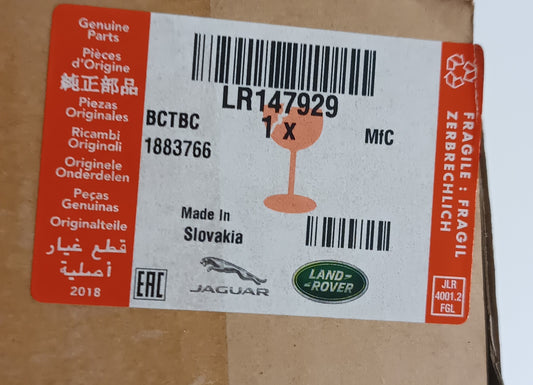 Genuine
Parts
Pièces
d'Origine
純正部品
Piezas
Originales
Ricambi
Originali
Originele
Onderdelen
Peças
Genuinas
Originalteile
قطع غيار
أصلية
2018
LR147929
1 x
BCTBC
1883766
MfC
Made In
Slovakia
EAC
JAGUAR
LAND-
-ROVER
FRAGILE : FRAGIL
ZERBRECHLICH
JLR
4001.2
FGL